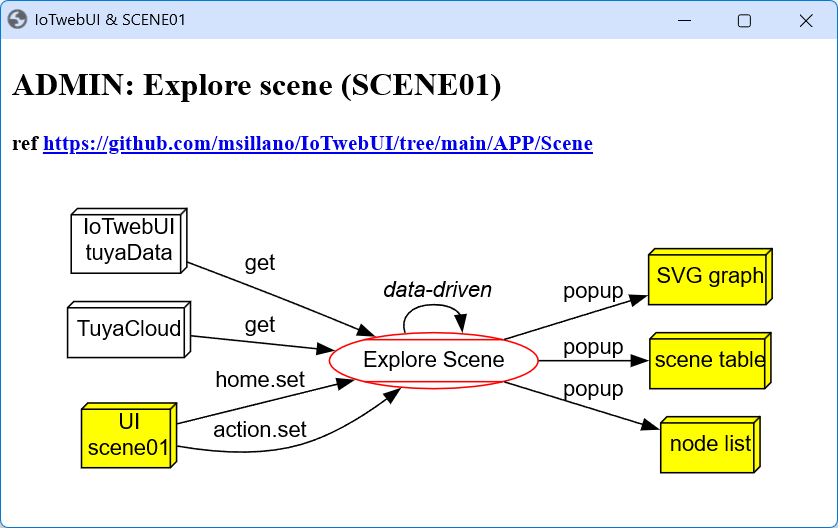 IoTwebUI & SCENE01
ADMIN: Explore scene (SCENE01)
ref https://github.com/msillano/IoTwebUI/tree/main/APP/Scene
IoTwebUI
tuyaData
get
TuyaCloud
get
UI
scene01
home.set
action.set
data-driven
Explore Scene
popup
SVG graph
popup
scene table
popup
node list